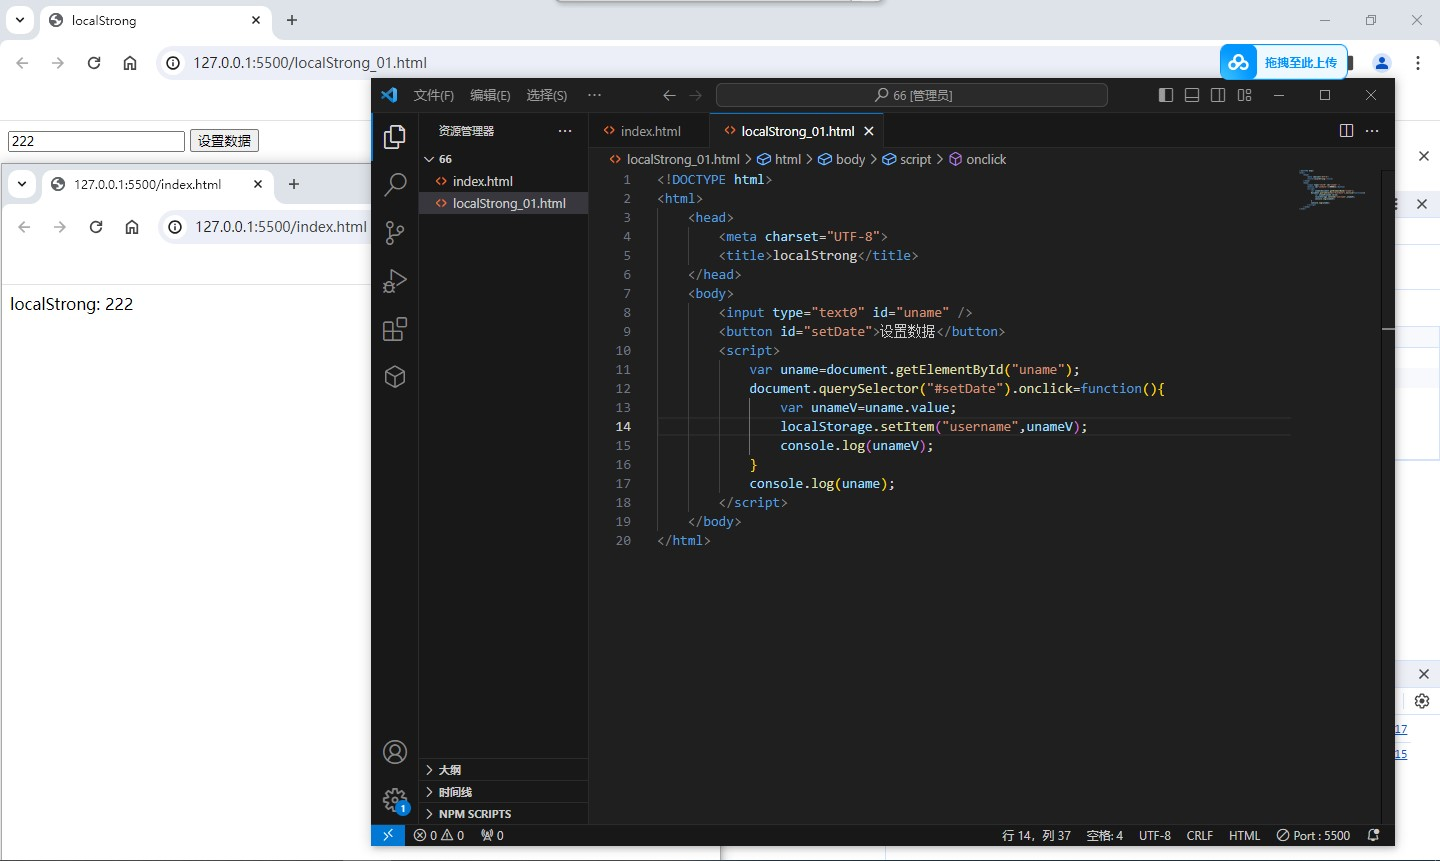 localStrong
127.0.0.1:5500/localStrong_01.html
拖拽至此上传
222
设置数据
127.0.0.1:5500/index.html
127.0.0.1:5500/index.html
localStrong: 222
文件(F) 编辑(E) 选择(S) ··· 66 [管理员]
资源管理器
66
index.html
localStrong_01.html
大纲
时间线
NPM SCRIPTS
1
index.html localStrong_01.html
localStrong_01.html > html > body > script > onclick
1 <!DOCTYPE html>
2 <html>
3 <head>
4 <meta charset="UTF-8">
5 <title>localStrong</title>
6 </head>
7 <body>
8 <input type="text0" id="uname" />
9 <button id="setDate">设置数据</button>
10 <script>
11 var uname=document.getElementById("uname");
12 document.querySelector("#setDate").onclick=function(){
13 var unameV=uname.value;
14 localStorage.setItem("username",unameV);
15 console.log(unameV);
16 }
17 console.log(uname);
18 </script>
19 </body>
20 </html>
17
15
0 0 0 行 14，列 37 空格: 4 UTF-8 CRLF HTML Port : 5500